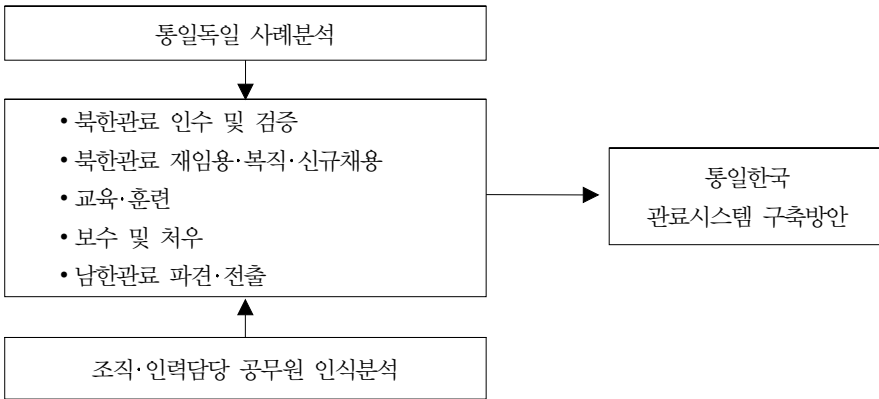 통일독일 사례분석
• 북한관료 인수 및 검증
• 북한관료 재임용·복직·신규채용
• 교육·훈련
• 보수 및 처우
• 남한관료 파견·전출
통일한국
관료시스템 구축방안
조직·인력담당 공무원 인식분석